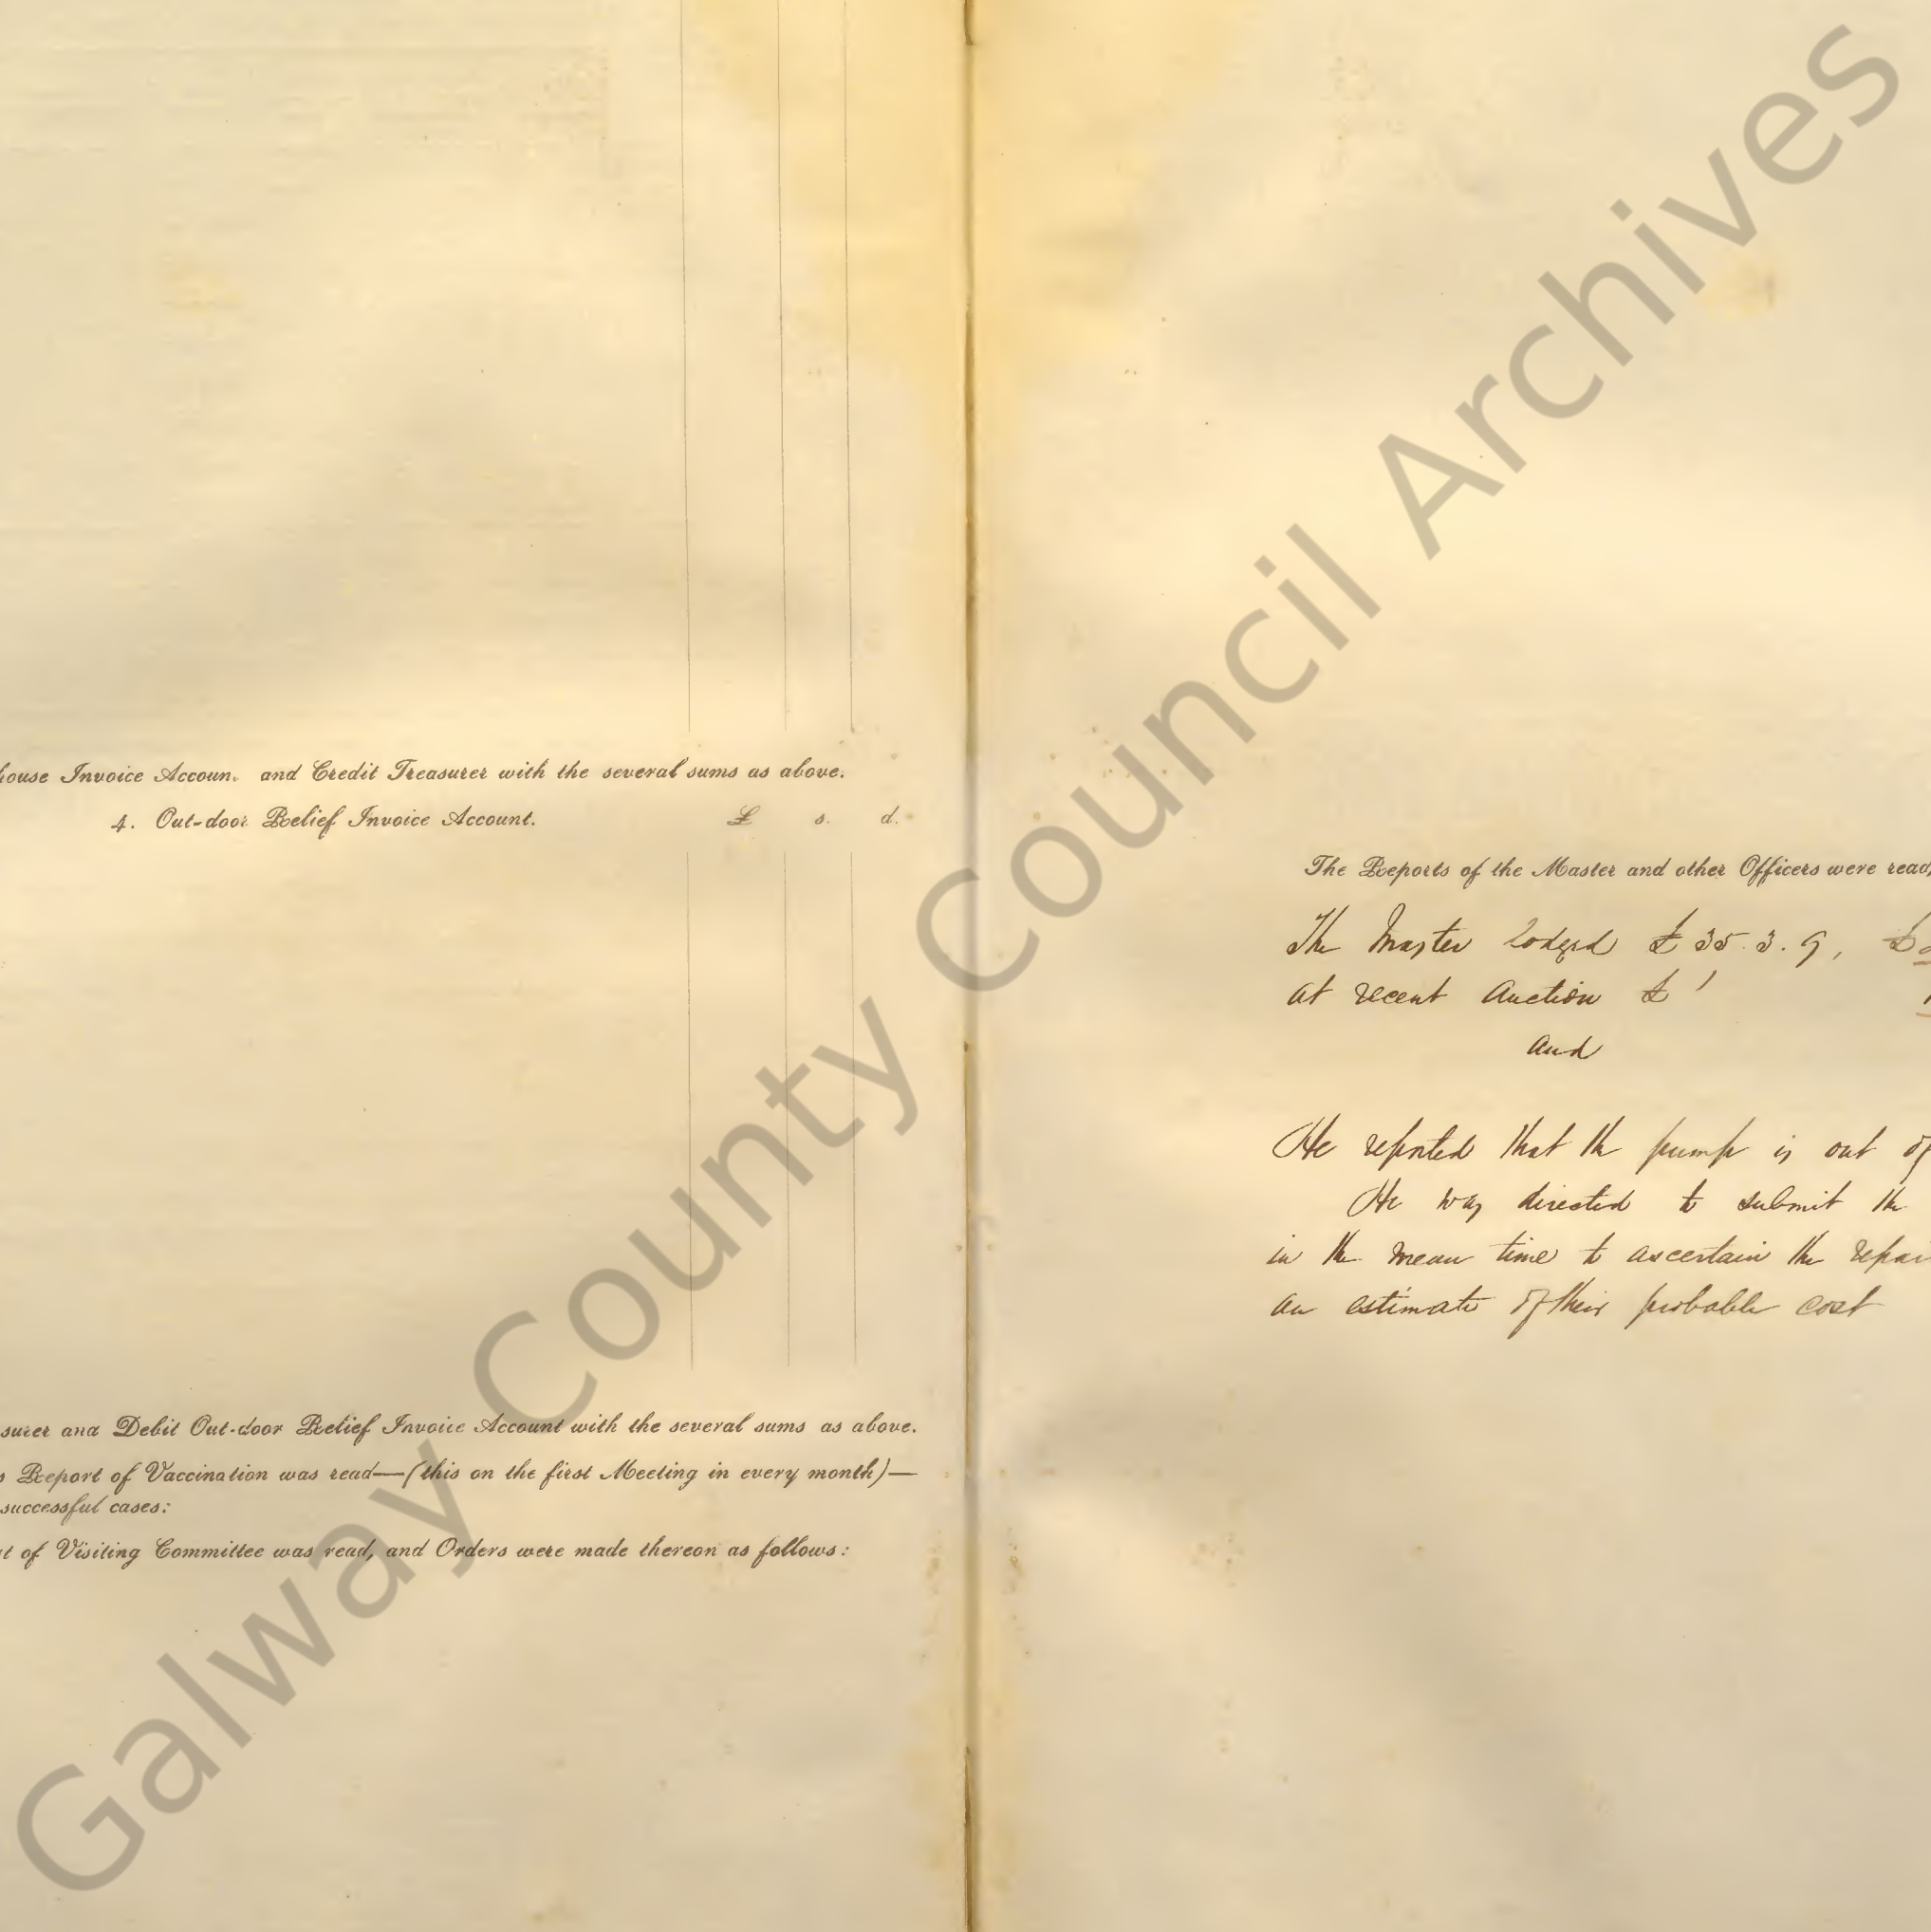 house Invoice Accoun. and Credit Treasurer with the several sums as above.
4. Out-door Relief Invoice Account. £ s. d.
surer and Debit Out-door Relief Invoice Account with the several sums as above.
s Report of Vaccination was read—(this on the first Meeting in every month)—
successful cases:
t of Visiting Committee was read, and Orders were made thereon as follows:
The Reports of the Master and other Officers were read,
The Master lodged £35.3.9, £
at recent Auction £1
and
He reported that the pump is out of
He was directed to submit the
in the mean time to ascertain the repai
an estimate of their probable cost
Galway County Council Archives